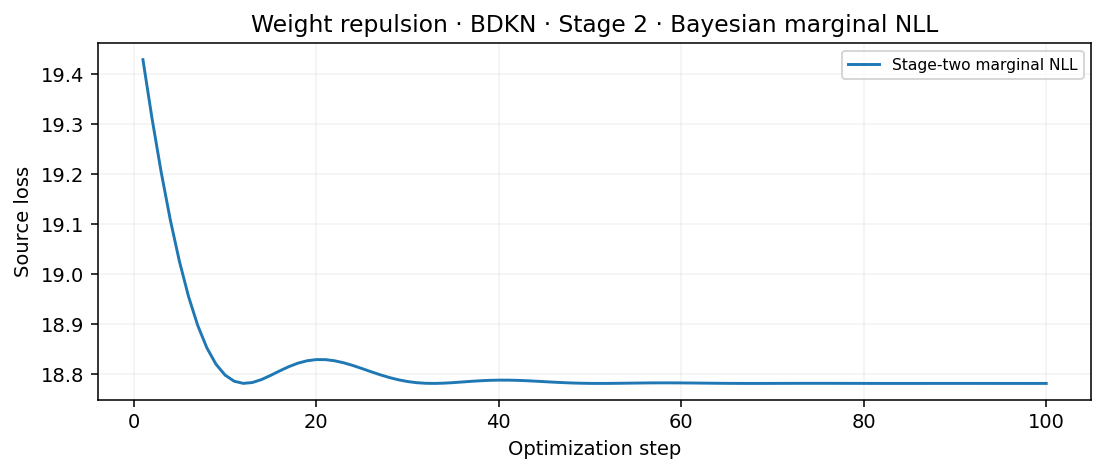 Weight repulsion · BDKN · Stage 2 · Bayesian marginal NLL
Stage-two marginal NLL
Source loss
19.4
19.3
19.2
19.1
19.0
18.9
18.8
0 20 40 60 80 100
Optimization step